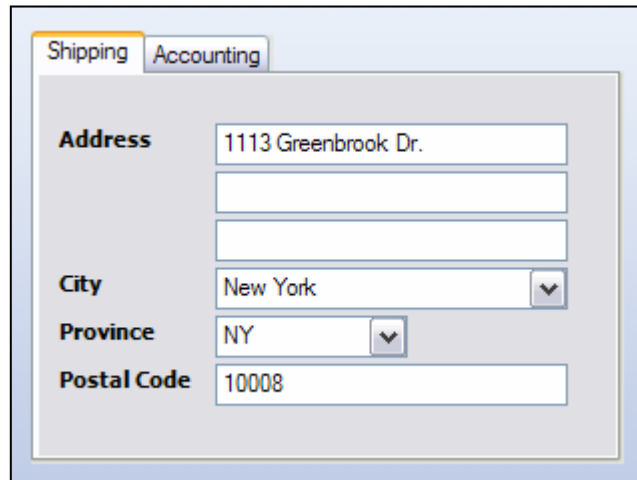 Shipping Accounting
Address 1113 Greenbrook Dr.
City New York
Province NY
Postal Code 10008